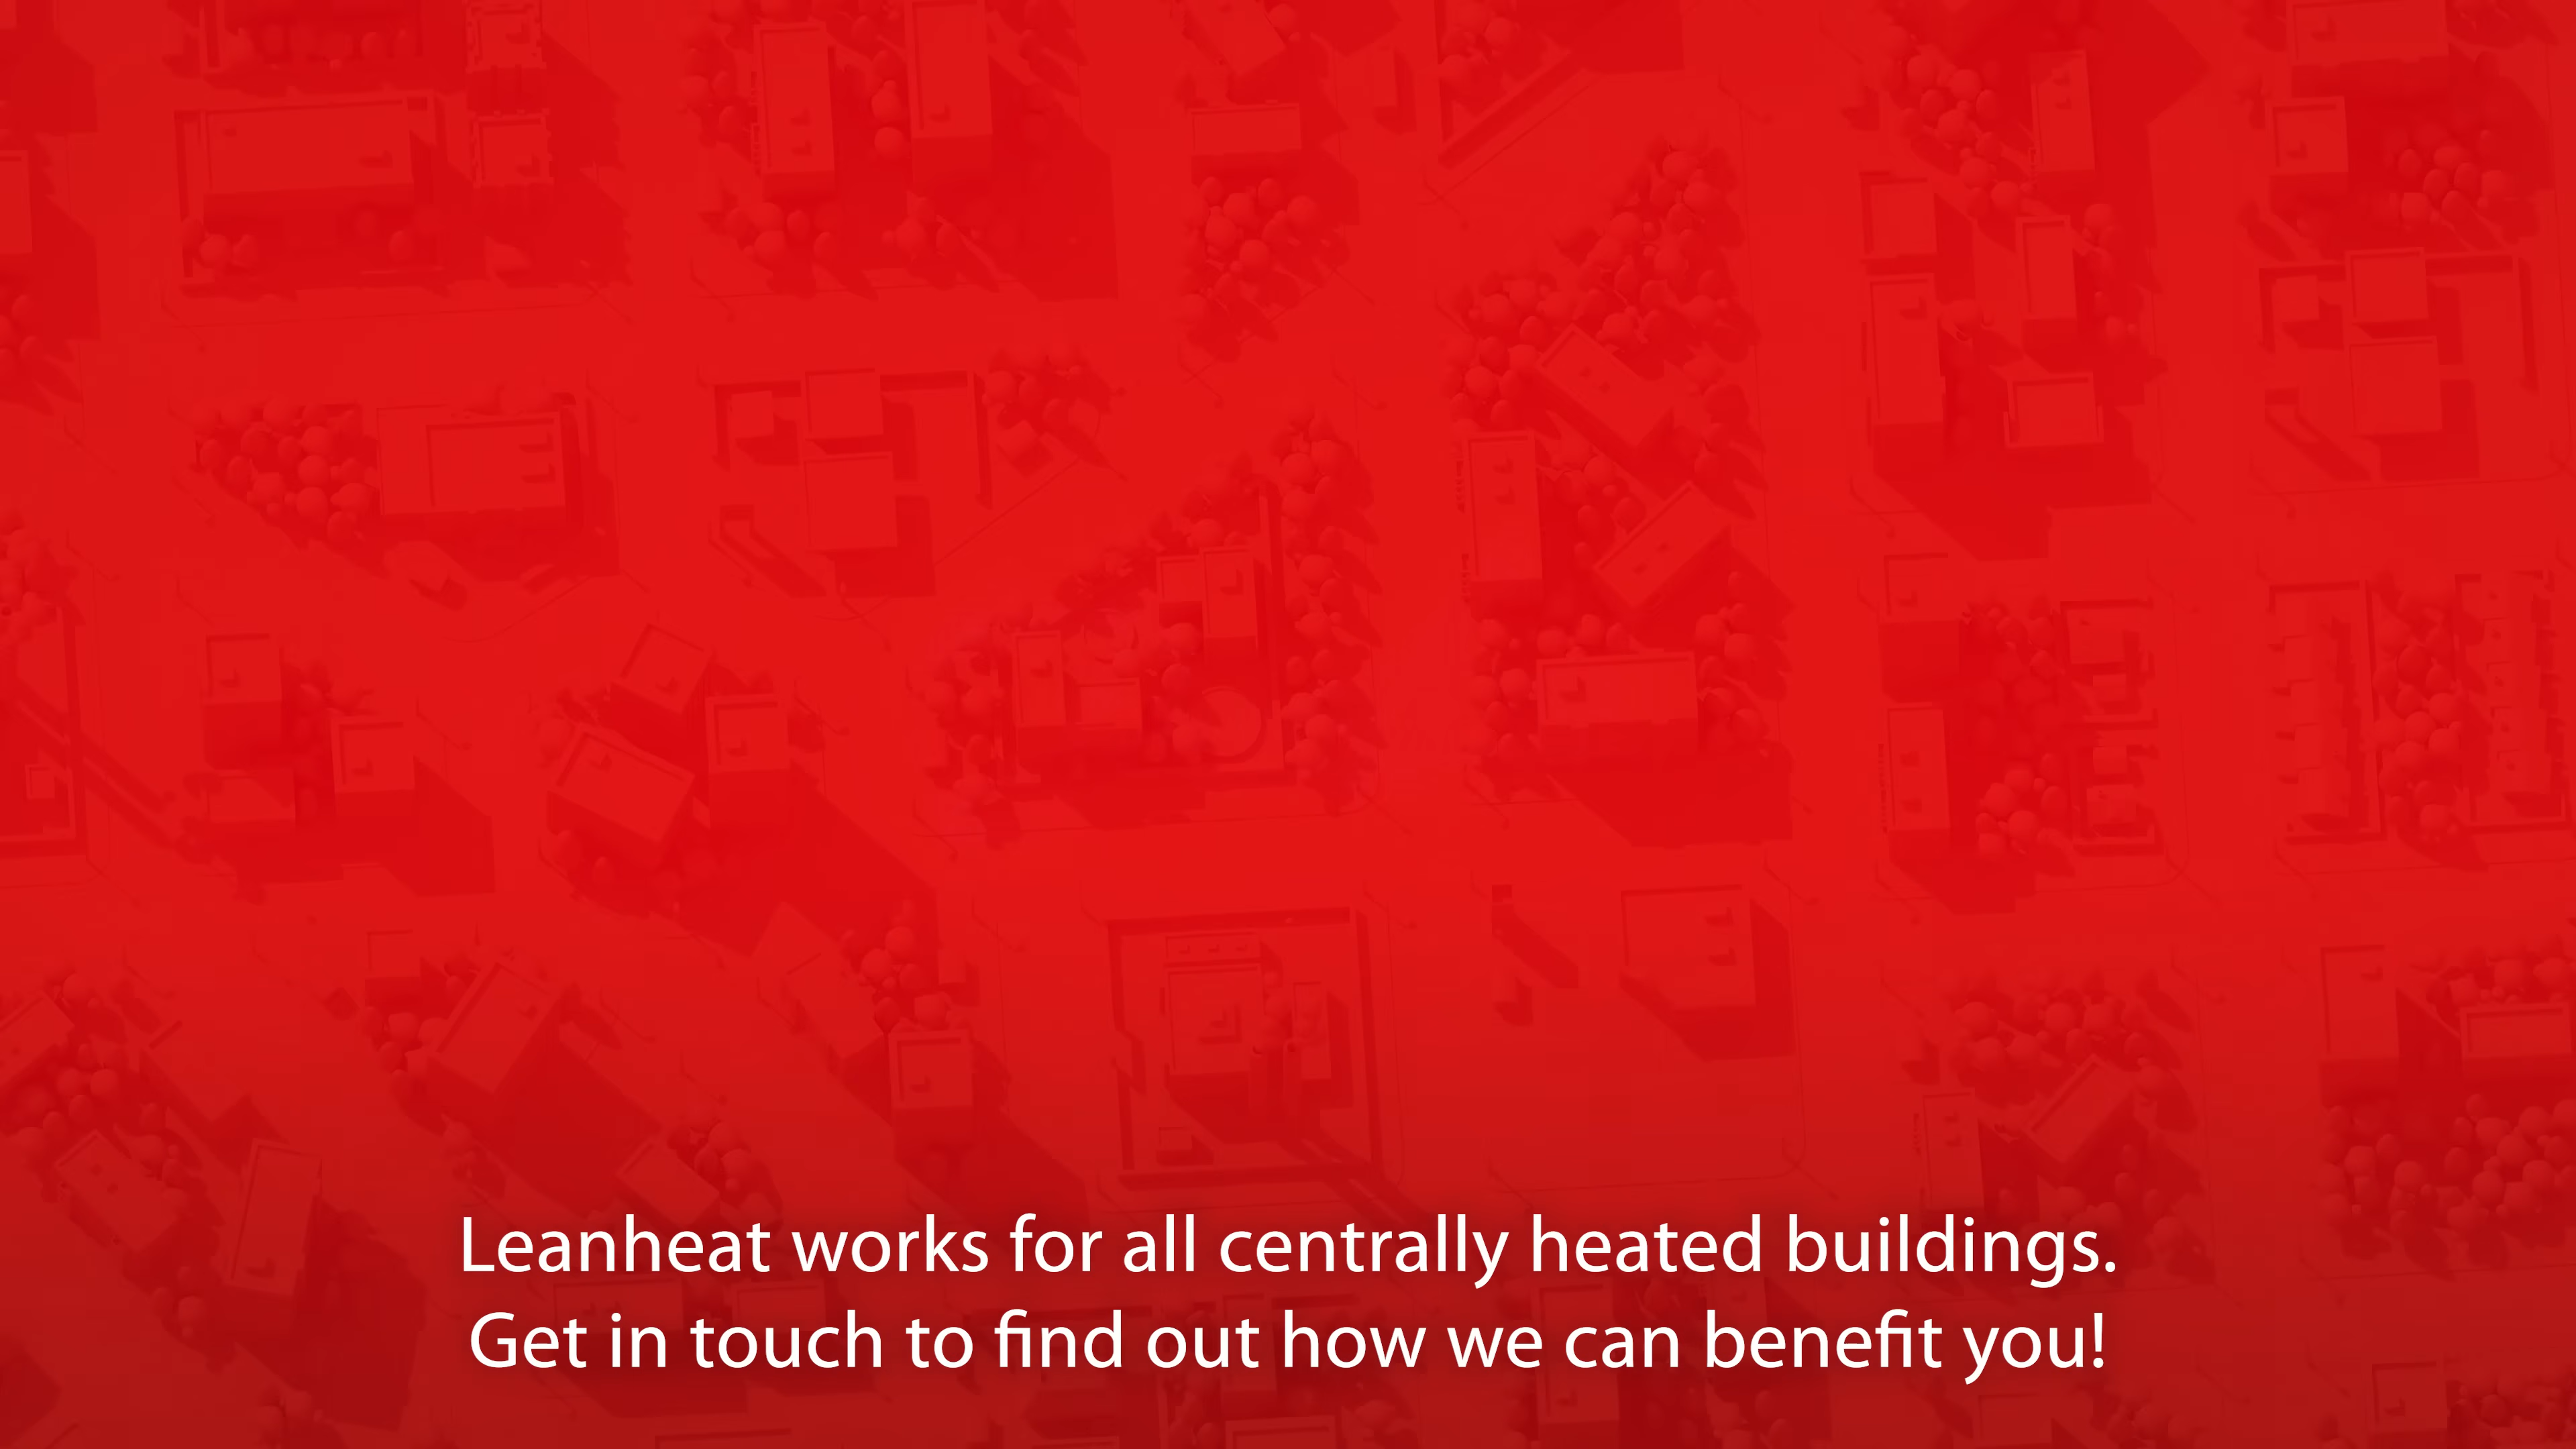 Leanheat works for all centrally heated buildings.
Get in touch to find out how we can benefit you!